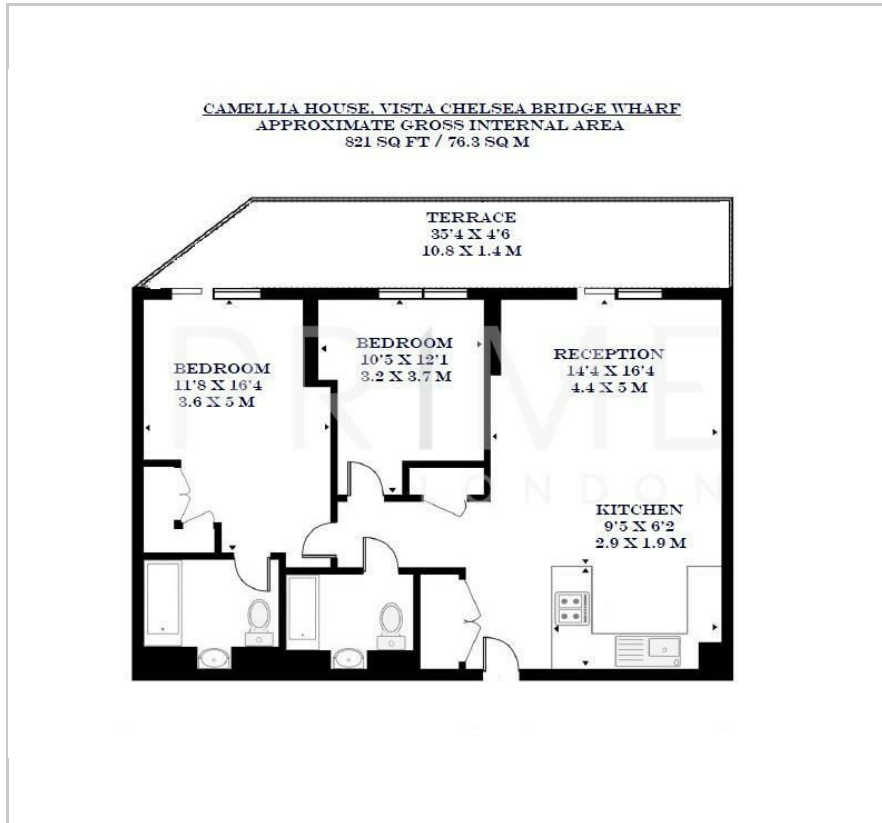 CAMELLIA HOUSE, VISTA CHELSEA BRIDGE WHARF
APPROXIMATE GROSS INTERNAL AREA
821 SQ FT / 76.3 SQ M
TERRACE
35'4 X 4'6
10.8 X 1.4 M
BEDROOM
11'8 X 16'4
3.6 X 5 M
BEDROOM
10'5 X 12'1
3.2 X 3.7 M
RECEPTION
14'4 X 16'4
4.4 X 5 M
KITCHEN
9'5 X 6'2
2.9 X 1.9 M
PRIME
LONDON